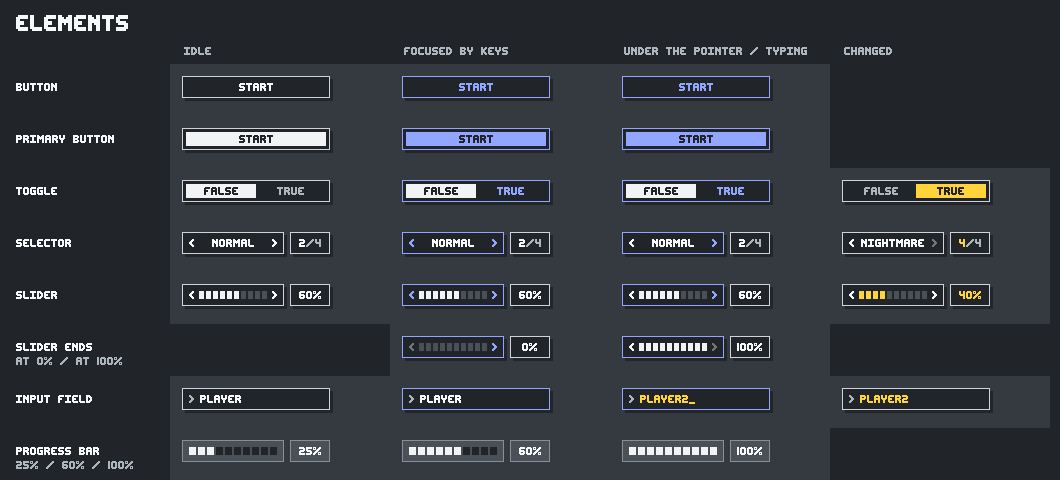 ELEMENTS
IDLE FOCUSED BY KEYS UNDER THE POINTER / TYPING CHANGED
BUTTON START START START
PRIMARY BUTTON START START START
TOGGLE FALSE TRUE FALSE TRUE FALSE TRUE FALSE TRUE
SELECTOR < NORMAL > 2/4 < NORMAL > 2/4 < NORMAL > 2/4 < NIGHTMARE > 4/4
SLIDER < > 60% < > 60% < > 60% < > 40%
SLIDER ENDS < > 0% < > 100%
AT 0% / AT 100%
INPUT FIELD > PLAYER > PLAYER > PLAYER2_ > PLAYER2
PROGRESS BAR 25% 60% 100%
25% / 60% / 100%